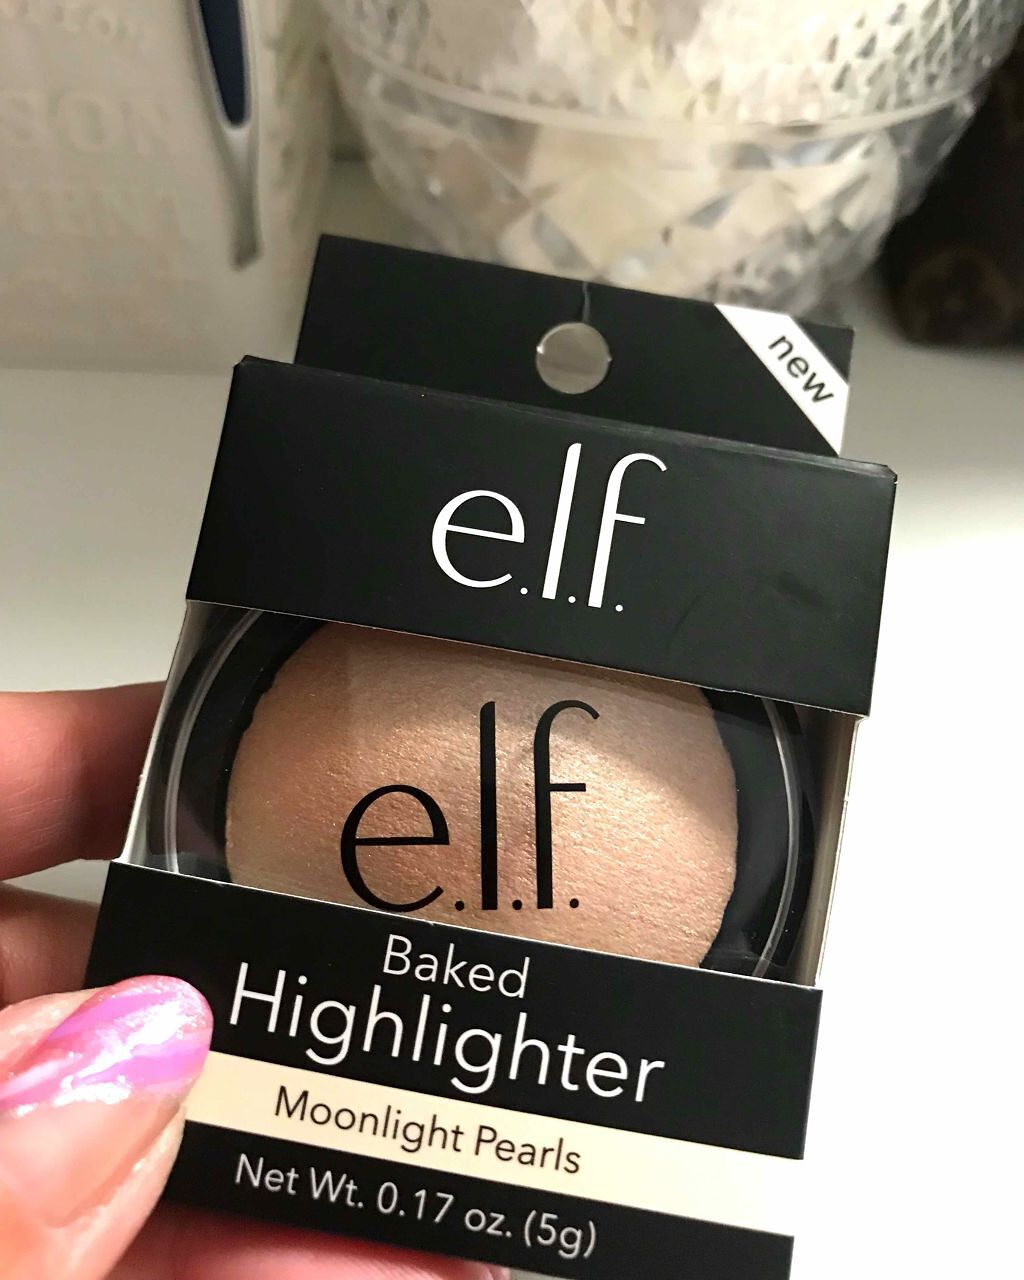 new
e.l.f.
e.l.f.
Baked
Highlighter
Moonlight Pearls
Net Wt. 0.17 oz. (5g)